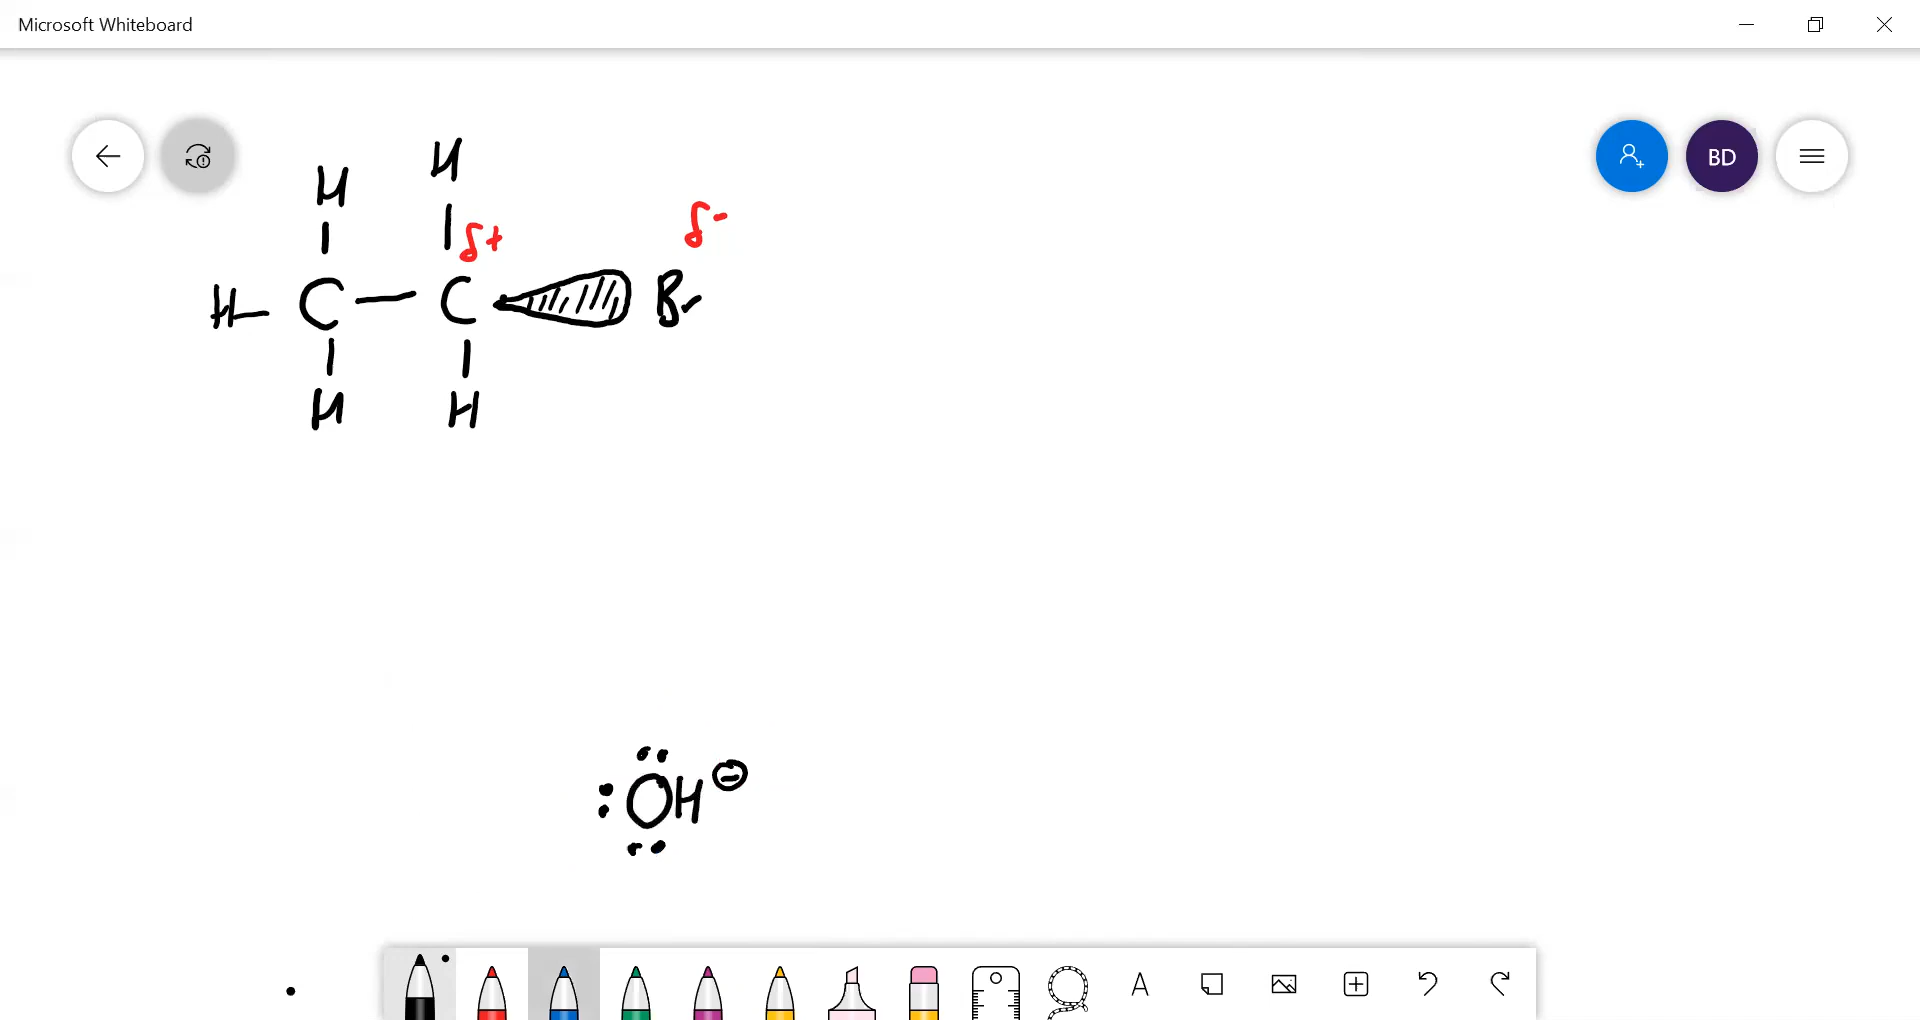 Microsoft Whiteboard
H H
δ+ δ-
H C C Br
H H
OH ⊖
BD
A